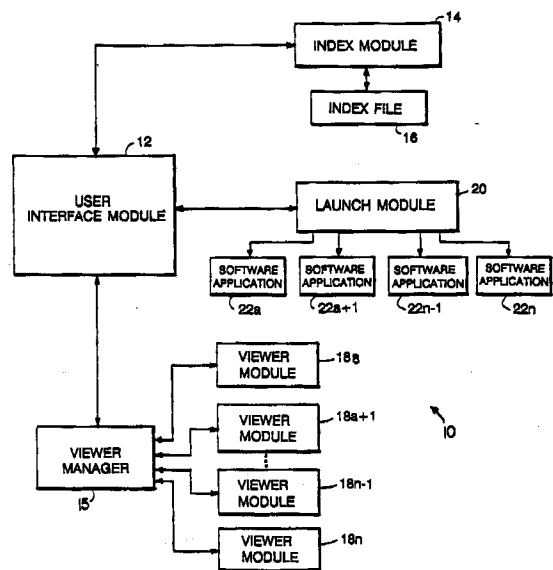 14
INDEX MODULE
INDEX FILE
16
12
USER
INTERFACE MODULE
20
LAUNCH MODULE
SOFTWARE
APPLICATION
22a
SOFTWARE
APPLICATION
22a+1
SOFTWARE
APPLICATION
22n-1
SOFTWARE
APPLICATION
22n
VIEWER
MODULE
18a
VIEWER
MODULE
18a+1
VIEWER
MANAGER
15
VIEWER
MODULE
18n-1
VIEWER
MODULE
18n
10